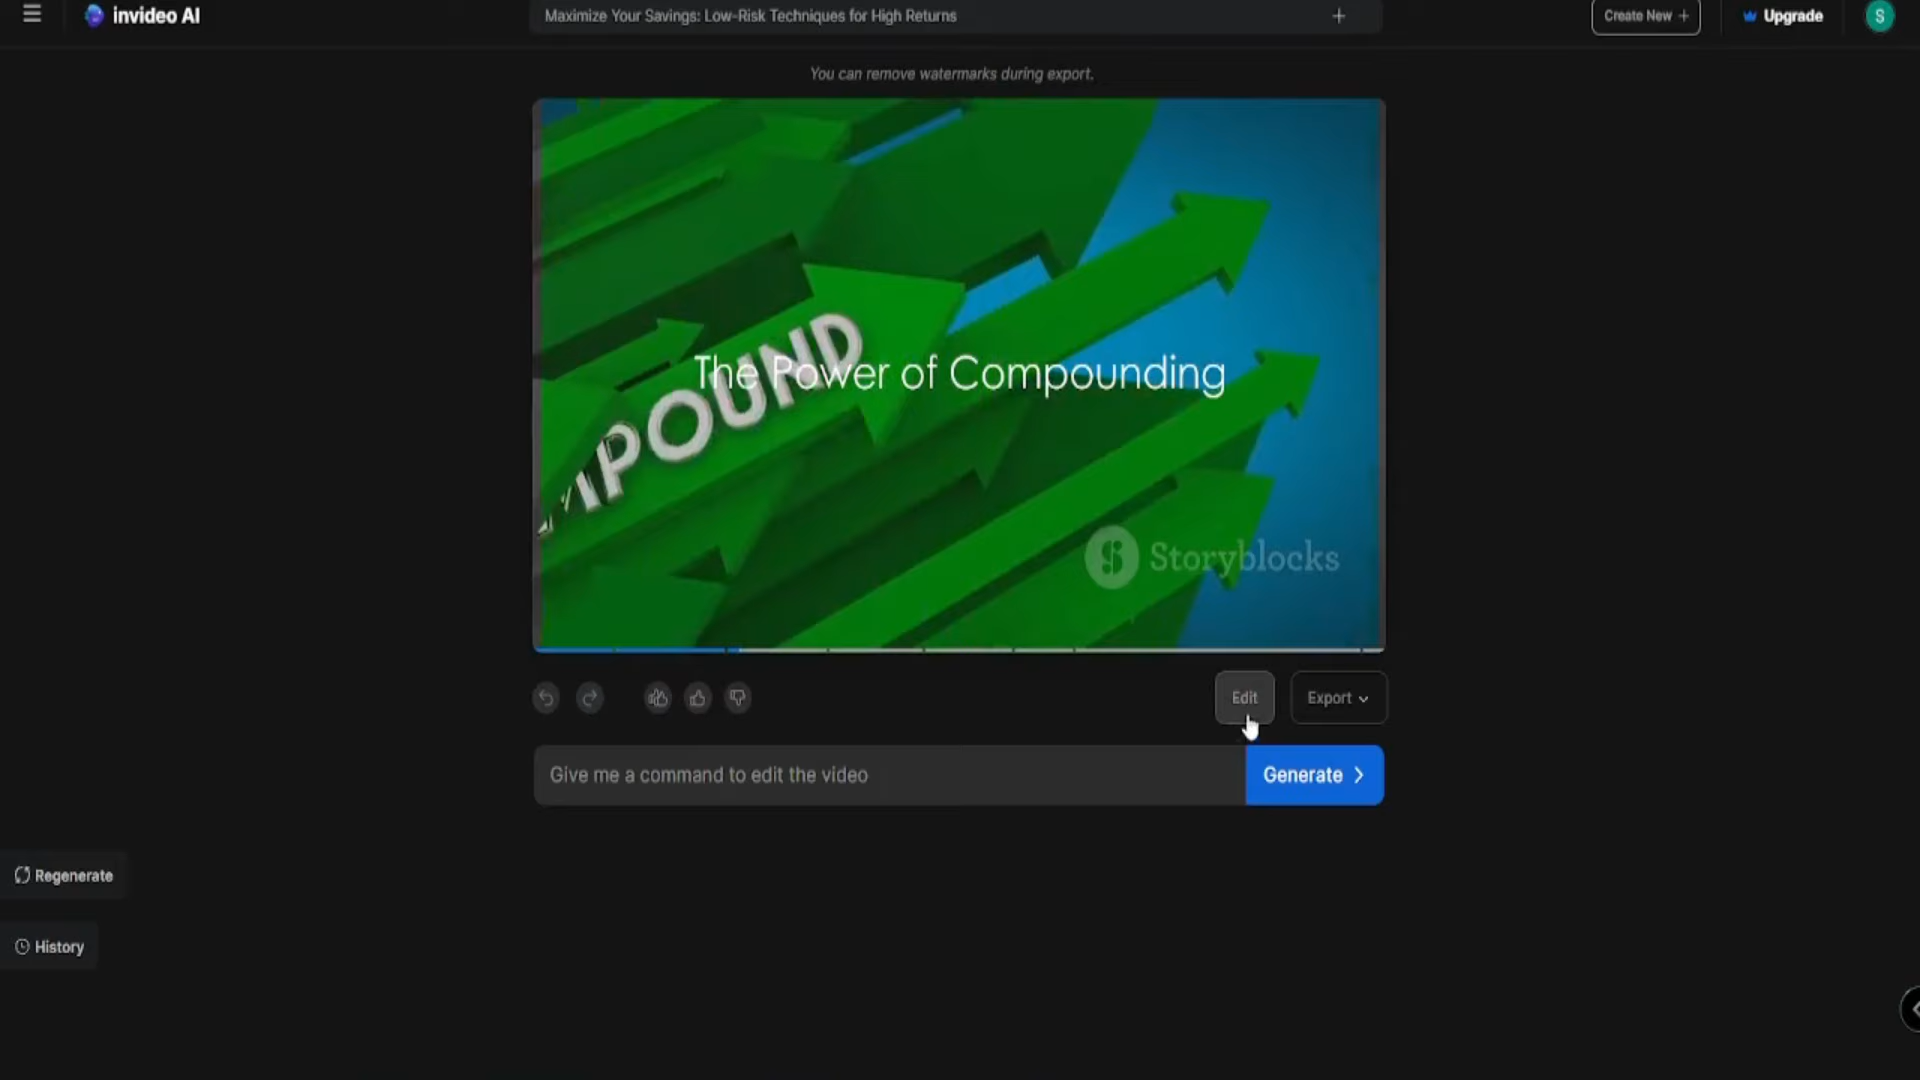 invideo AI
Maximize Your Savings: Low-Risk Techniques for High Returns
Create New +
Upgrade
S
You can remove watermarks during export.
MPOUND
The Power of Compounding
Storyblocks
Edit
Export
Give me a command to edit the video
Generate
Regenerate
History